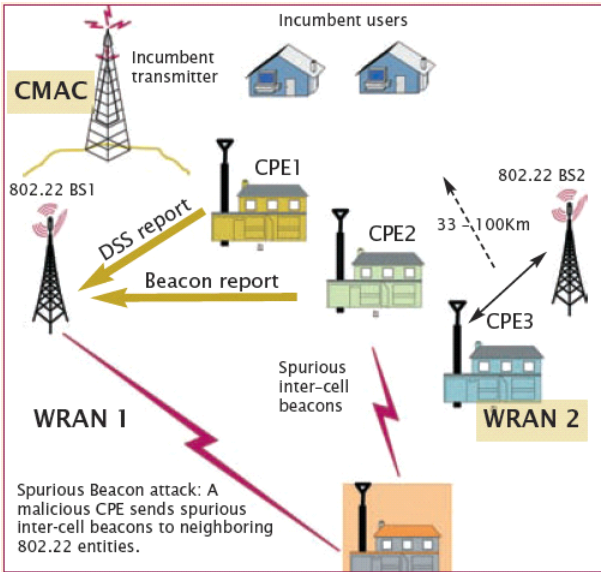 Incumbent users
Incumbent
transmitter
CMAC
CPE1
802.22 BS1
802.22 BS2
DSS report
CPE2
33 – 100Km
Beacon report
CPE3
Spurious
inter-cell
beacons
WRAN 1
WRAN 2
Spurious Beacon attack: A
malicious CPE sends spurious
inter-cell beacons to neighboring
802.22 entities.